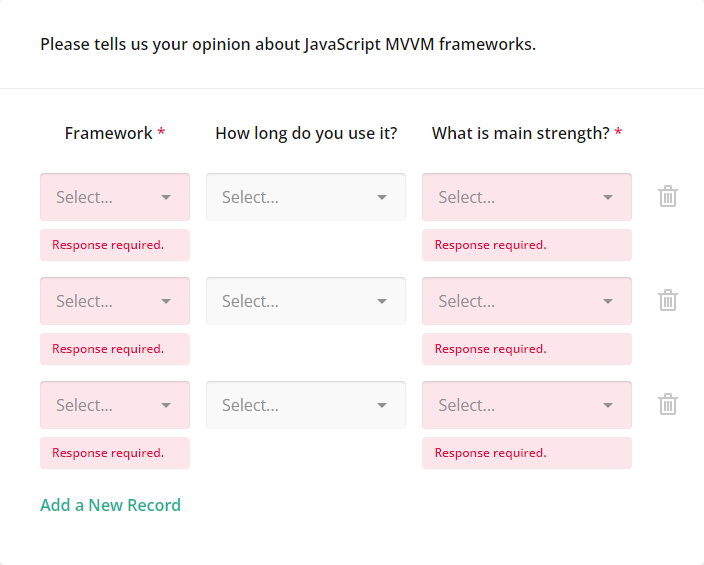 Please tells us your opinion about JavaScript MVVM frameworks.
Framework * How long do you use it? What is main strength? *
Select... Select... Select...
Response required. Response required.
Select... Select... Select...
Response required. Response required.
Select... Select... Select...
Response required. Response required.
Add a New Record